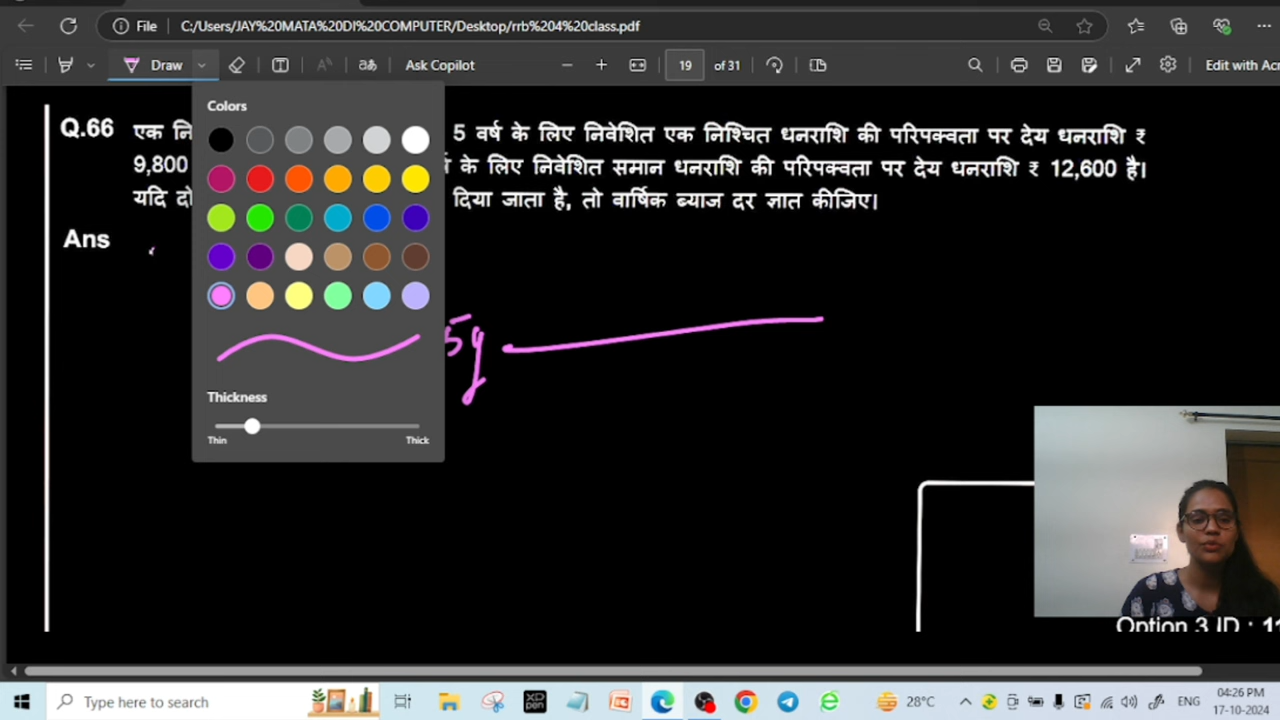 File C:/Users/JAY%20MATA%20DI%20COMPUTER/Desktop/rrb%204%20class.pdf
Draw Ask Copilot 19 of 31 Edit with Acr
Colors
Q.66 एक नि 5 वर्ष के लिए निवेशित एक निश्चित धनराशि की परिपक्वता पर देय धनराशि ₹
9,800 के लिए निवेशित समान धनराशि की परिपक्वता पर देय धनराशि ₹ 12,600 है।
यदि दो दिया जाता है, तो वार्षिक ब्याज दर ज्ञात कीजिए।
Ans
5y
Thickness
Thin Thick
Option 3 ID : 1
Type here to search
28°C ENG 04:26 PM
17-10-2024